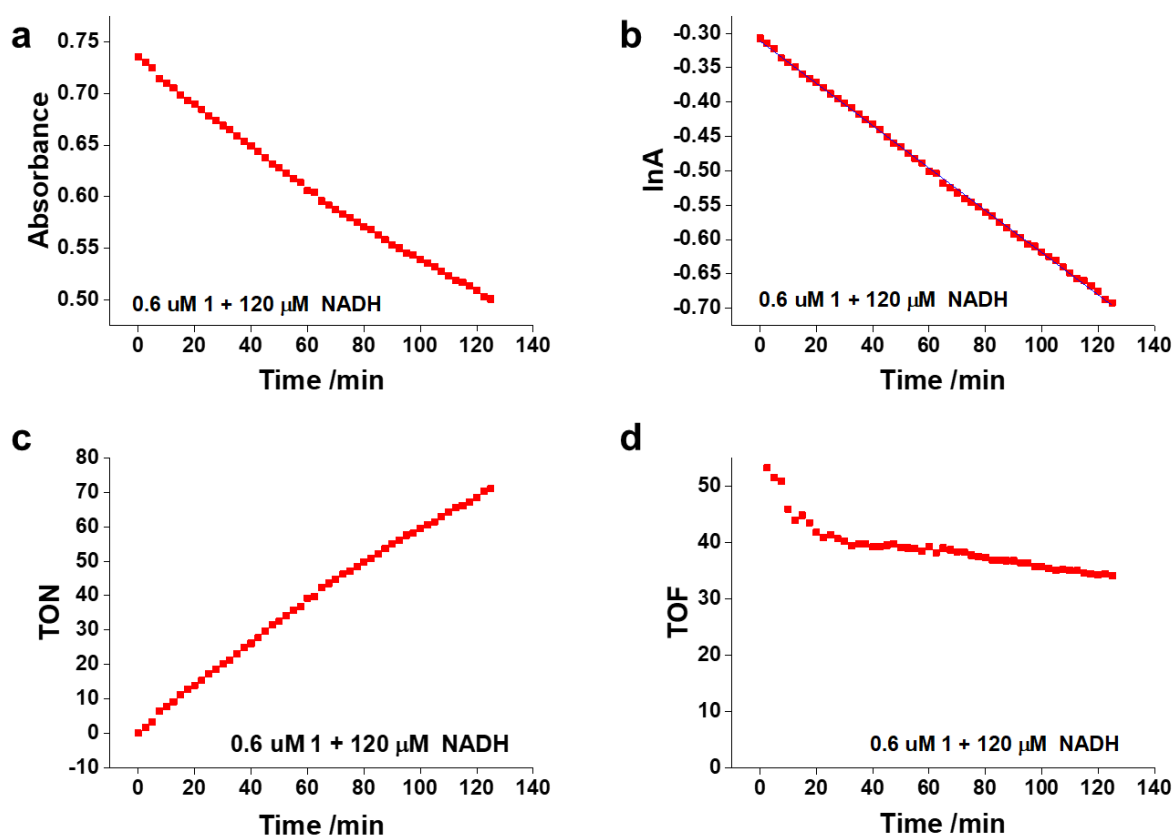 a
0.75
0.70
0.65
0.60
0.55
0.50
Absorbance
0.6 uM 1 + 120 μM NADH
0 20 40 60 80 100 120 140
Time /min
b
-0.30
-0.35
-0.40
-0.45
-0.50
-0.55
-0.60
-0.65
-0.70
lnA
0.6 uM 1 + 120 μM NADH
0 20 40 60 80 100 120 140
Time /min
c
80
70
60
50
40
30
20
10
0
-10
TON
0.6 uM 1 + 120 μM NADH
0 20 40 60 80 100 120 140
Time /min
d
50
40
30
20
10
0
TOF
0.6 uM 1 + 120 μM NADH
0 20 40 60 80 100 120 140
Time /min